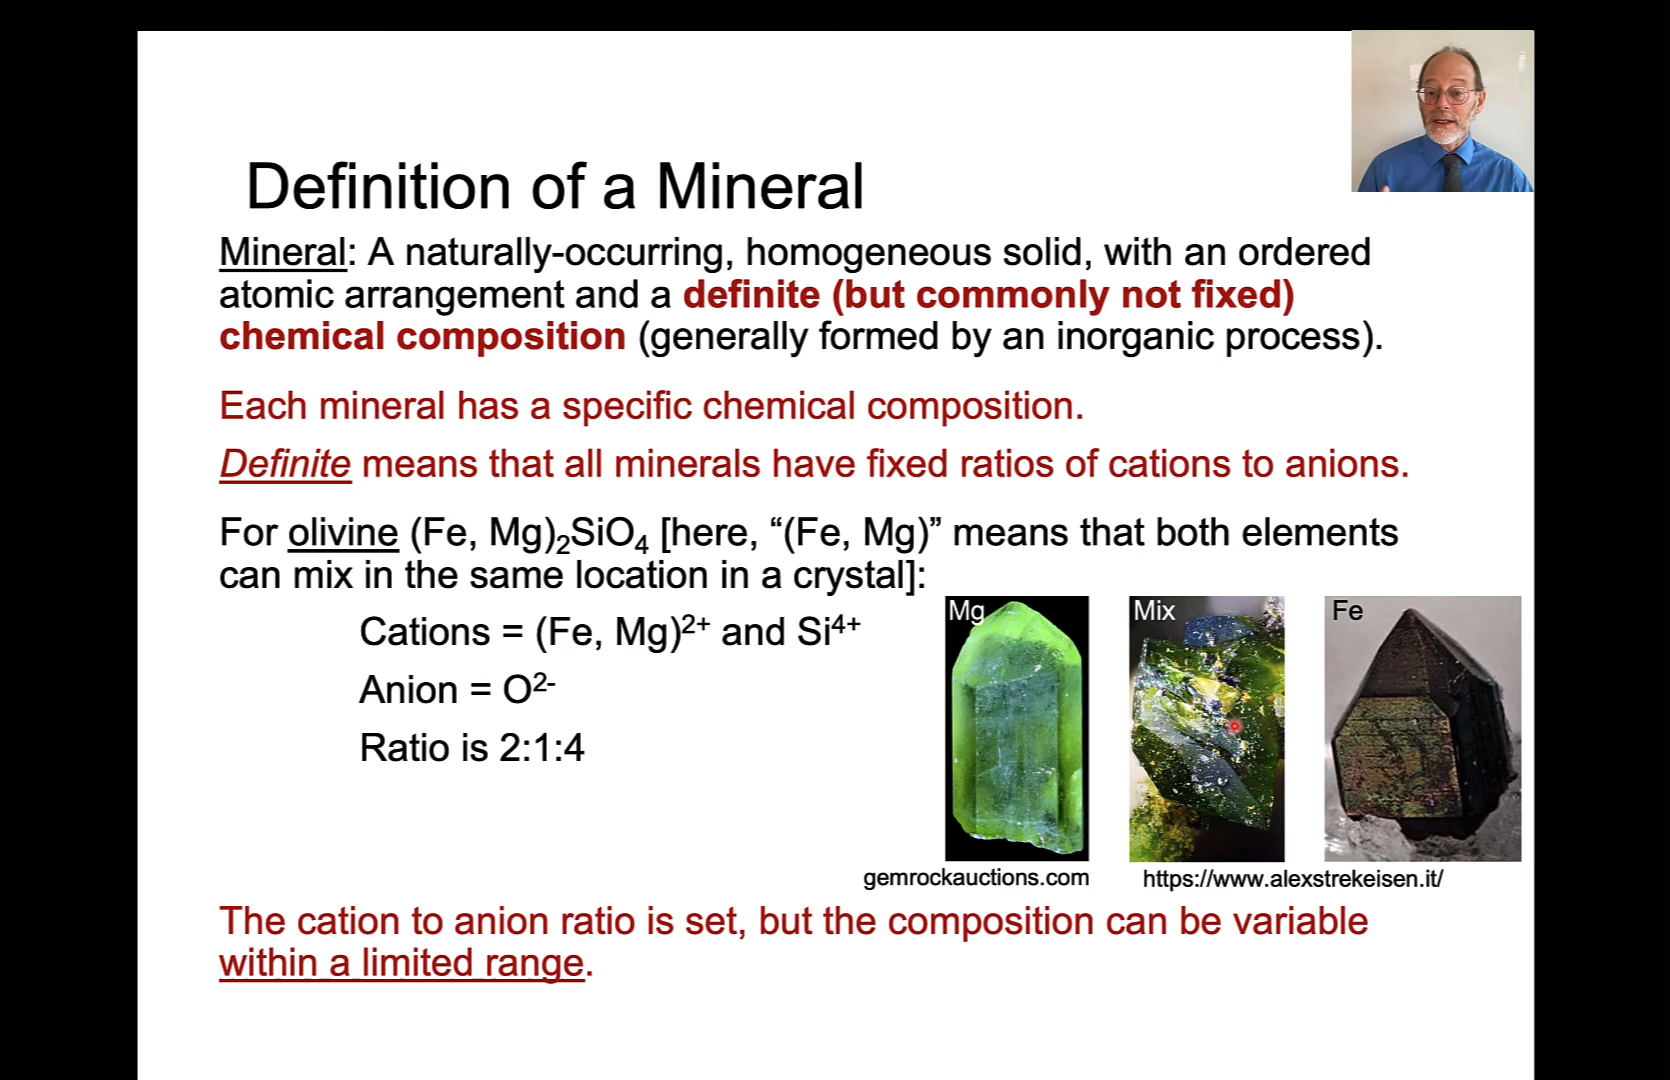 Definition of a Mineral
Mineral: A naturally-occurring, homogeneous solid, with an ordered
atomic arrangement and a definite (but commonly not fixed)
chemical composition (generally formed by an inorganic process).
Each mineral has a specific chemical composition.
Definite means that all minerals have fixed ratios of cations to anions.
For olivine (Fe, Mg)₂SiO₄ [here, “(Fe, Mg)” means that both elements
can mix in the same location in a crystal]:
Cations = (Fe, Mg)²⁺ and Si⁴⁺
Anion = O²⁻
Ratio is 2:1:4
Mg
Mix
Fe
gemrockauctions.com
https://www.alexstrekeisen.it/
The cation to anion ratio is set, but the composition can be variable
within a limited range.